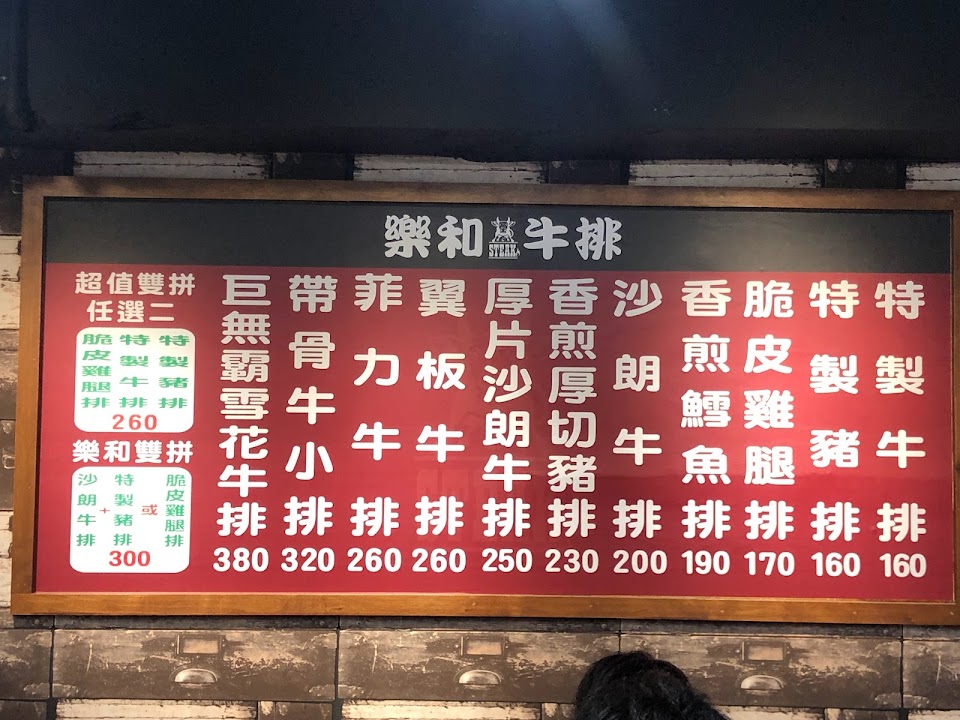 樂和 STEAK 牛排
特製牛排 160
特製豬排 160
脆皮雞腿排 170
香煎鱈魚排 190
沙朗牛排 200
香煎厚切豬排 230
厚片沙朗牛排 250
翼板牛排 260
菲力牛排 260
帶骨牛小排 320
巨無霸雪花牛排 380
超值雙拼
任選二
特製豬排
特製牛排
脆皮雞腿排
260
樂和雙拼
沙朗牛排
+
特製豬排
或
脆皮雞腿排
300